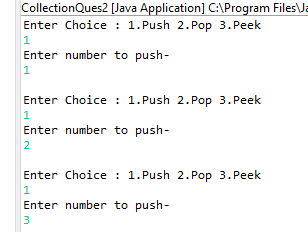 CollectionQues2 [Java Application] C:\Program Files\Ja
Enter Choice : 1.Push 2.Pop 3.Peek
1
Enter number to push-
1
Enter Choice : 1.Push 2.Pop 3.Peek
1
Enter number to push-
2
Enter Choice : 1.Push 2.Pop 3.Peek
1
Enter number to push-
3